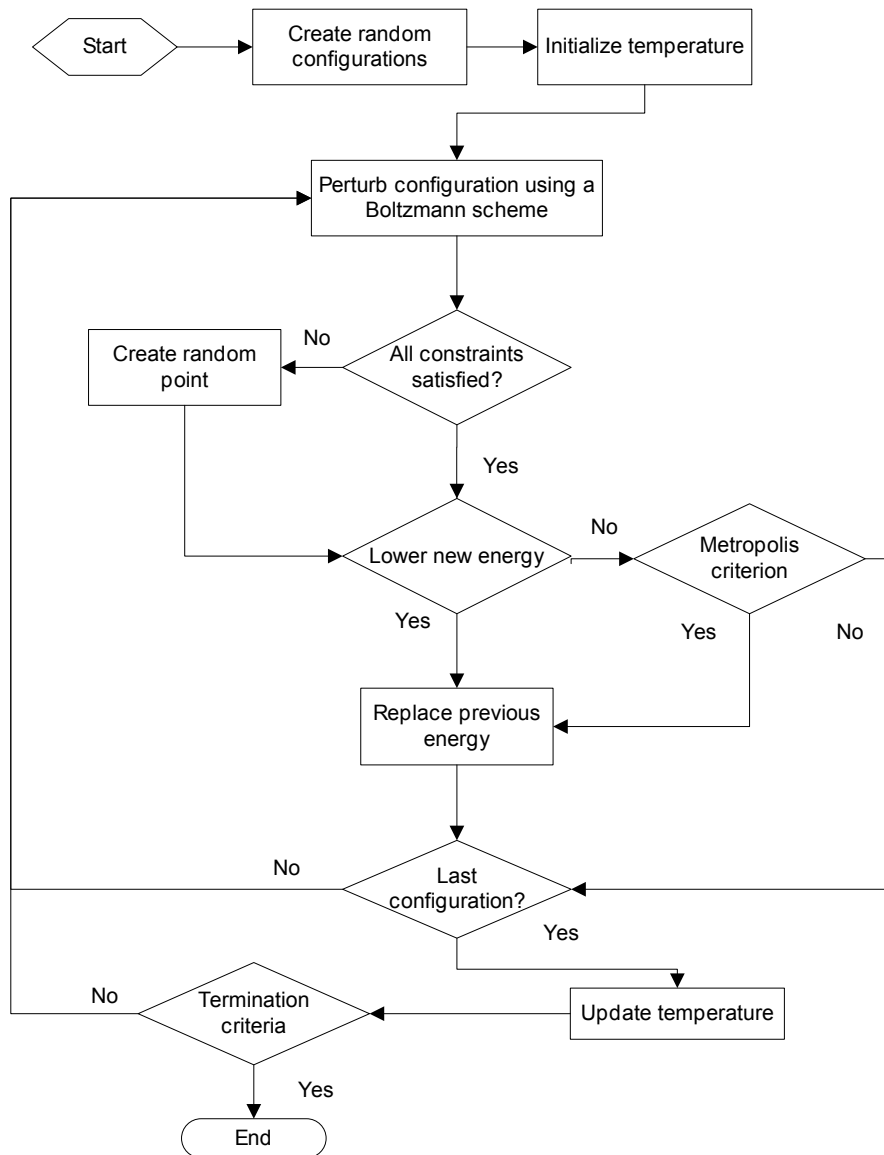 Start
Create random
configurations
Initialize temperature
Perturb configuration using a
Boltzmann scheme
No
Create random
point
All constraints
satisfied?
Yes
Lower new energy
No
Metropolis
criterion
Yes
Yes
No
Replace previous
energy
No
Last
configuration?
Yes
No
Termination
criteria
Update temperature
Yes
End